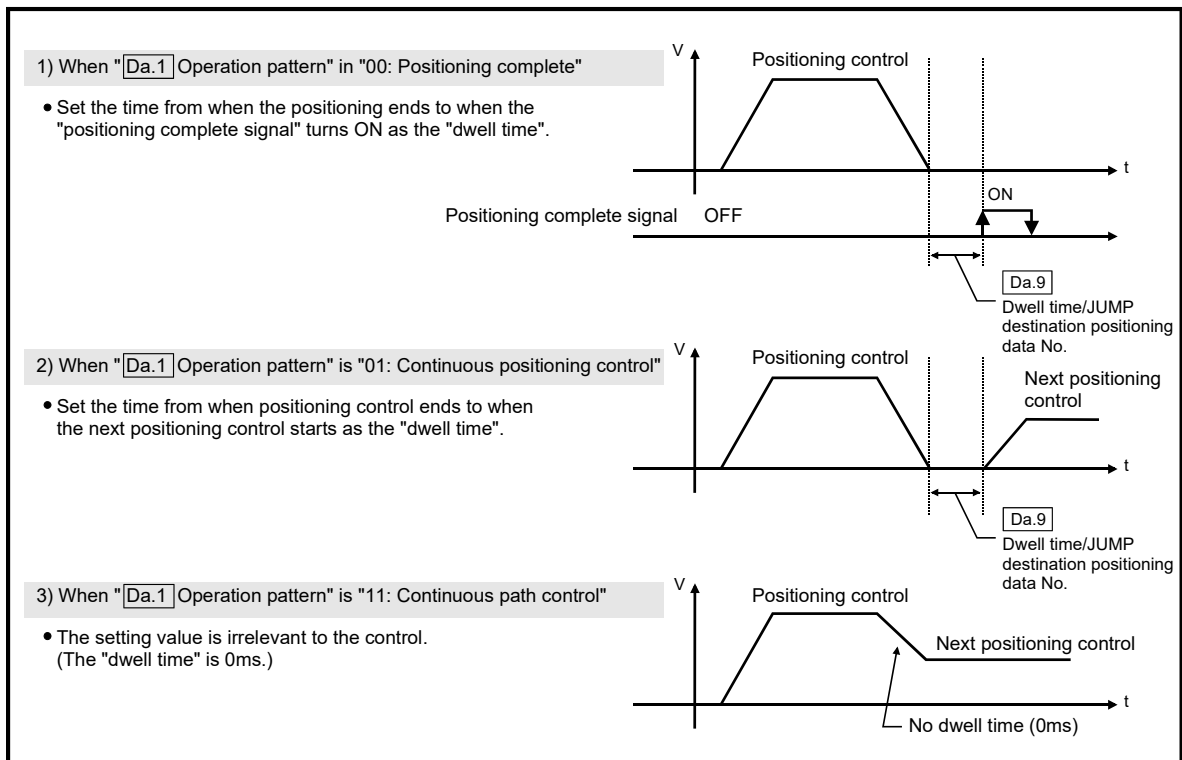 1) When "Da.1 Operation pattern" in "00: Positioning complete"
• Set the time from when the positioning ends to when the
"positioning complete signal" turns ON as the "dwell time".
V
Positioning control
t
ON
Positioning complete signal OFF
Da.9
Dwell time/JUMP
destination positioning
data No.
2) When "Da.1 Operation pattern" is "01: Continuous positioning control"
• Set the time from when positioning control ends to when
the next positioning control starts as the "dwell time".
V
Positioning control
Next positioning
control
t
Da.9
Dwell time/JUMP
destination positioning
data No.
3) When "Da.1 Operation pattern" is "11: Continuous path control"
• The setting value is irrelevant to the control.
(The "dwell time" is 0ms.)
V
Positioning control
Next positioning control
t
No dwell time (0ms)